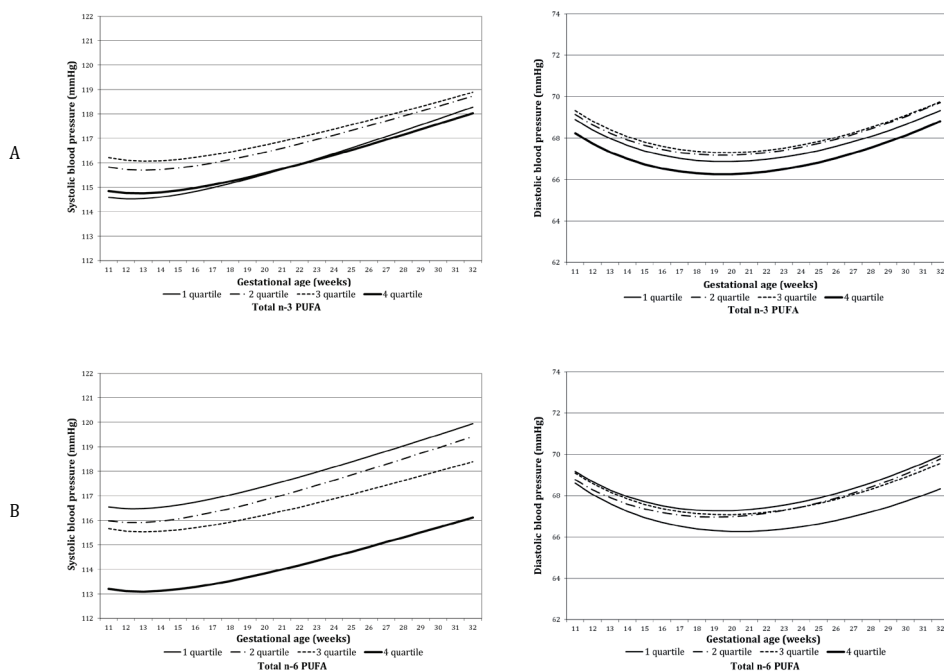 A
Systolic blood pressure (mmHg)
122
121
120
119
118
117
116
115
114
113
112
11 12 13 14 15 16 17 18 19 20 21 22 23 25 26 27 28 29 30 31 32
Gestational age (weeks)
1 quartile 2 quartile 3 quartile 4 quartile
Total n-3 PUFA
Diastolic blood pressure (mmHg)
74
72
70
68
66
64
62
11 12 13 14 15 16 17 18 19 20 21 22 23 25 26 27 28 29 30 31 32
Gestational age (weeks)
1 quartile 2 quartile 3 quartile 4 quartile
Total n-3 PUFA
B
Systolic blood pressure (mmHg)
122
121
120
119
118
117
116
115
114
113
112
11 12 13 14 15 16 17 18 19 20 21 22 23 25 26 27 28 29 30 31 32
Gestational age (weeks)
1 quartile 2 quartile 3 quartile 4 quartile
Total n-6 PUFA
Diastolic blood pressure (mmHg)
74
72
70
68
66
64
62
11 12 13 14 15 16 17 18 19 20 21 22 23 25 26 27 28 29 30 31 32
Gestational age (weeks)
1 quartile 2 quartile 3 quartile 4 quartile
Total n-6 PUFA